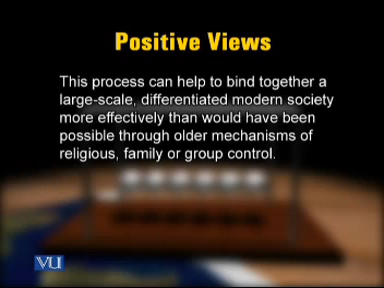 Positive Views
This process can help to bind together a
large-scale, differentiated modern society
more effectively than would have been
possible through older mechanisms of
religious, family or group control.
VU